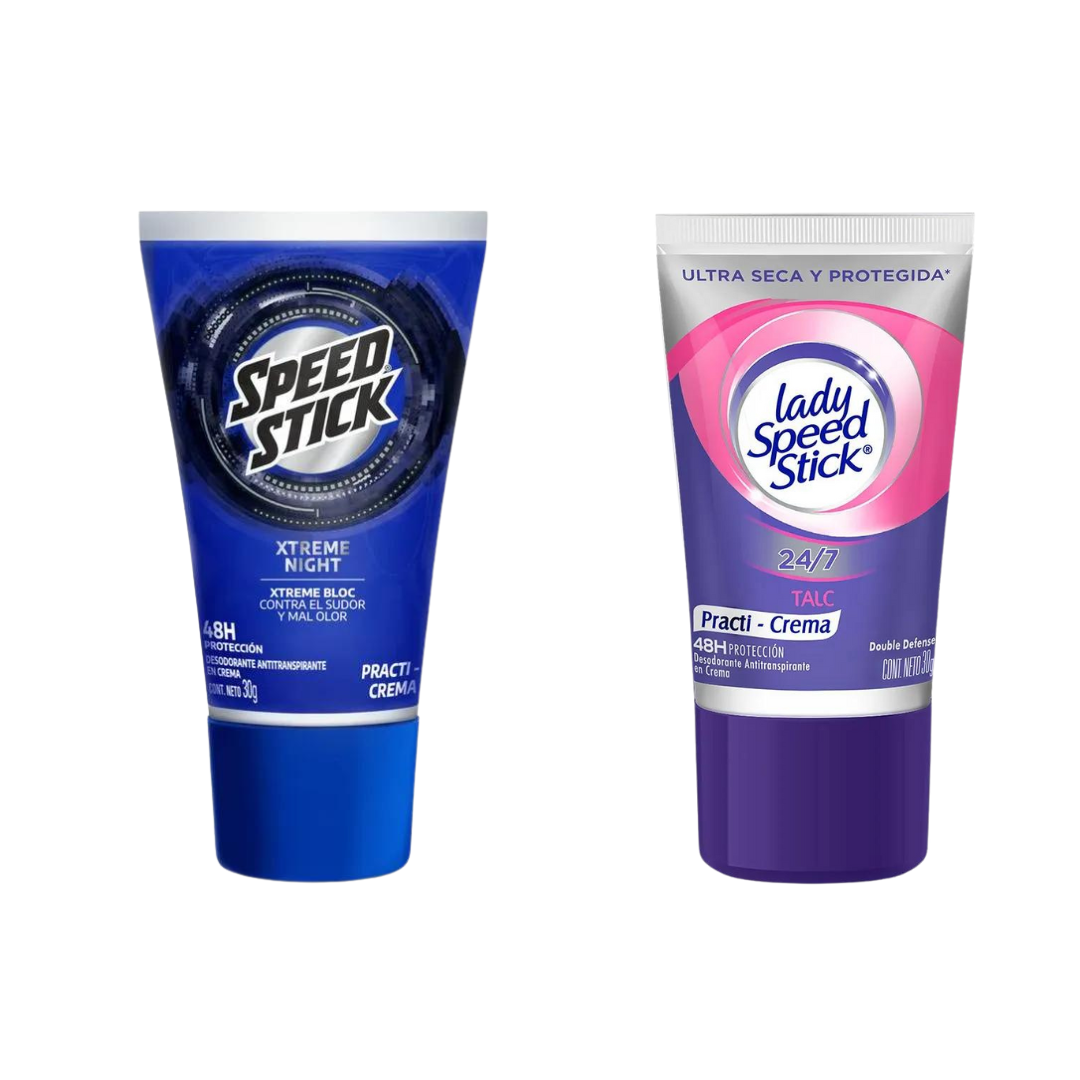 SPEED
STICK
XTREME
NIGHT
XTREME BLOC
CONTRA EL SUDOR
Y MAL OLOR
48H
PROTECCIÓN
DESODORANTE ANTITRANSPIRANTE
EN CREMA
CONT. NETO 30g
PRACTI -
CREMA
ULTRA SECA Y PROTEGIDA*
lady
Speed
Stick®
24/7
TALC
Practi - Crema
48H PROTECCIÓN
Desodorante Antitranspirante
en Crema
Double Defense
CONT. NETO 30g